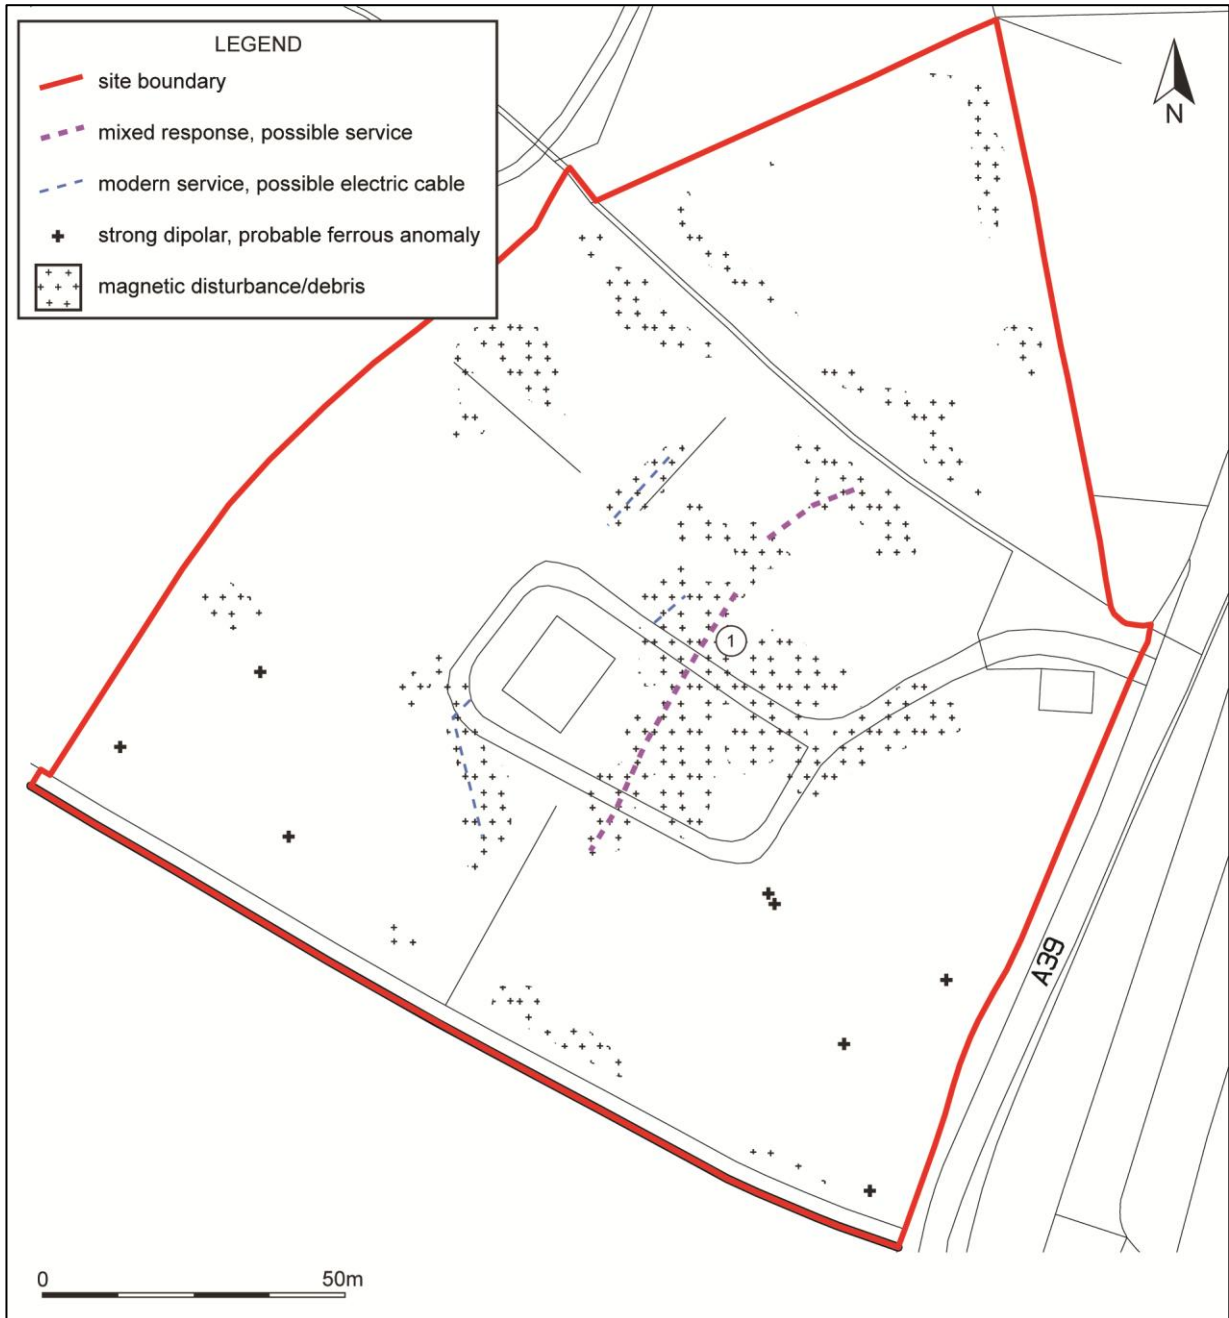 LEGEND
site boundary
mixed response, possible service
modern service, possible electric cable
strong dipolar, probable ferrous anomaly
magnetic disturbance/debris
N
1
A39
0 50m